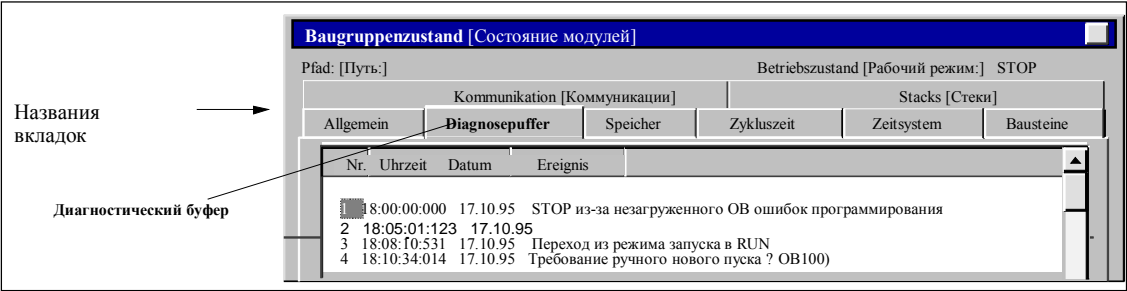 Baugruppenzustand [Состояние модулей]
Pfad: [Путь:] Betriebszustand [Рабочий режим:] STOP
Kommunikation [Коммуникации] Stacks [Стеки]
Названия
вкладок
Allgemein Diagnosepuffer Speicher Zykluszeit Zeitsystem Bausteine
Nr. Uhrzeit Datum Ereignis
Диагностический буфер
1 18:00:00:000 17.10.95 STOP из-за незагруженного OB ошибок программирования
2 18:05:01:123 17.10.95
3 18:08:10:531 17.10.95 Переход из режима запуска в RUN
4 18:10:34:014 17.10.95 Требование ручного нового пуска ? OB100)